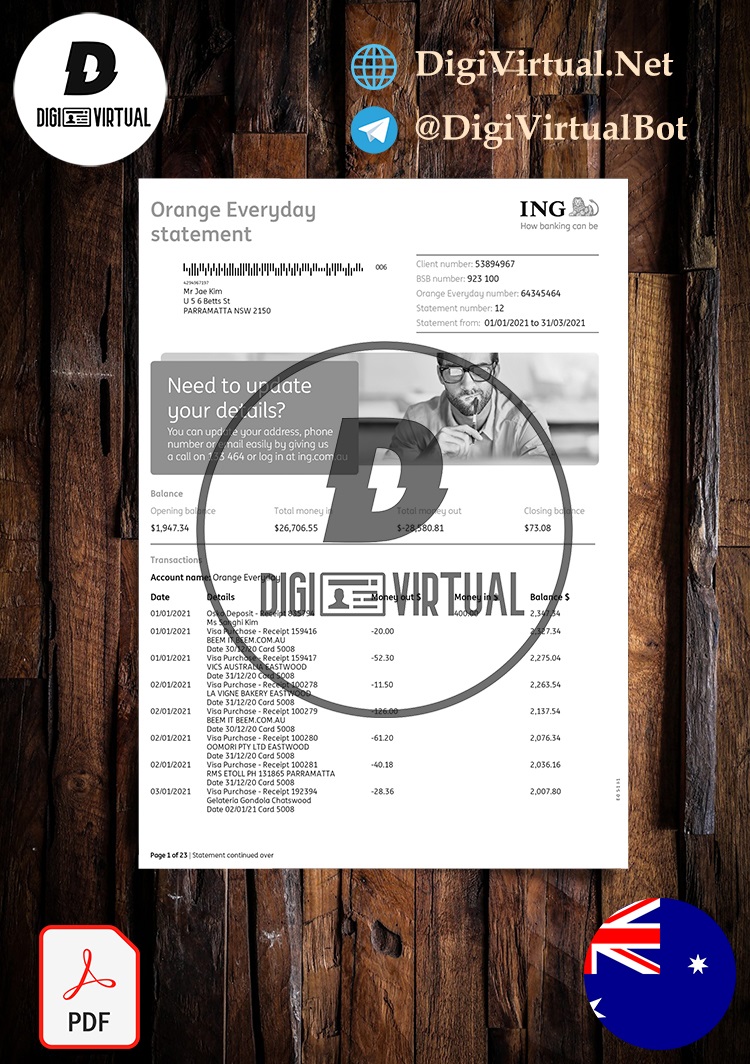 DigiVirtual.Net
@DigiVirtualBot
D
DIGI VIRTUAL
Orange Everyday
statement
ING
How banking can be
006
4204967197
Mr Jae Kim
U 5 6 Betts St
PARRAMATTA NSW 2150
Client number: 53894967
BSB number: 923 100
Orange Everyday number: 64345464
Statement number: 12
Statement from: 01/01/2021 to 31/03/2021
Need to update
your details?
You can update your address, phone
number or email easily by giving us
a call on 133 464 or log in at ing.com.au
Balance
Opening balance Total money in Total money out Closing balance
$1,947.34 $26,706.55 $-28,580.81 $73.08
Transactions
Account name: Orange Everyday
D
DIGI VIRTUAL
Date Details Money out $ Money in $ Balance $
01/01/2021 Osko Deposit - Receipt 835794 400.00 2,347.34
Ms Songhi Kim
01/01/2021 Visa Purchase - Receipt 159416 -20.00 2,327.34
BEEM IT BEEM.COM.AU
Date 30/12/20 Card 5008
01/01/2021 Visa Purchase - Receipt 159417 -52.30 2,275.04
VICS AUSTRALIA EASTWOOD
Date 31/12/20 Card 5008
02/01/2021 Visa Purchase - Receipt 100278 -11.50 2,263.54
LA VIGNE BAKERY EASTWOOD
Date 31/12/20 Card 5008
02/01/2021 Visa Purchase - Receipt 100279 -126.00 2,137.54
BEEM IT BEEM.COM.AU
Date 30/12/20 Card 5008
02/01/2021 Visa Purchase - Receipt 100280 -61.20 2,076.34
OOMORI PTY LTD EASTWOOD
Date 31/12/20 Card 5008
02/01/2021 Visa Purchase - Receipt 100281 -40.18 2,036.16
RMS ETOLL PH 131865 PARRAMATTA
Date 31/12/20 Card 5008
03/01/2021 Visa Purchase - Receipt 192394 -28.36 2,007.80
Gelateria Gondola Chatswood
Date 02/01/21 Card 5008
Page 1 of 23 | Statement continued over
PDF